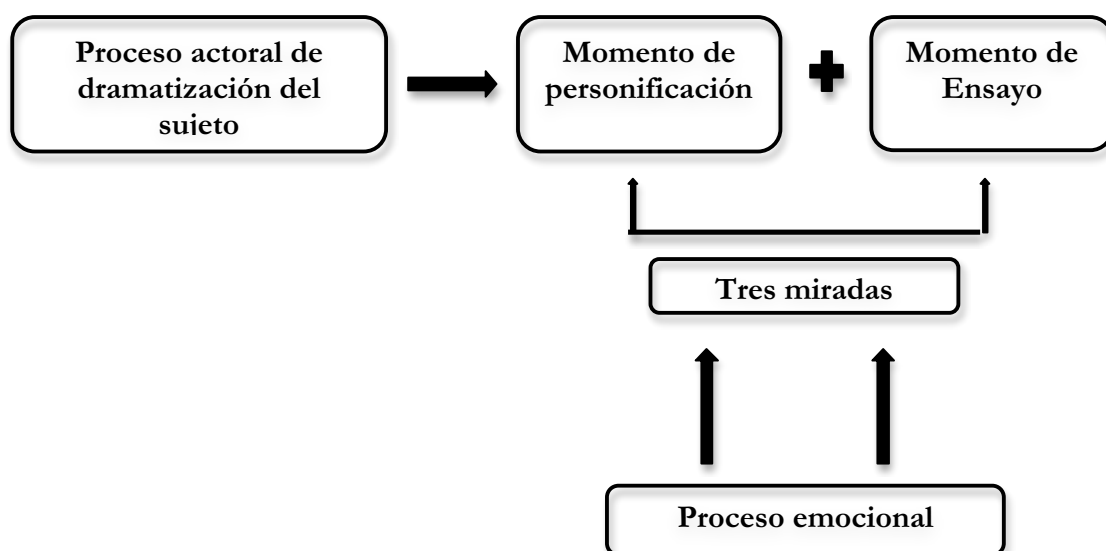 Proceso actoral de
dramatización del
sujeto
Momento de
personificación
Momento de
Ensayo
Tres miradas
Proceso emocional